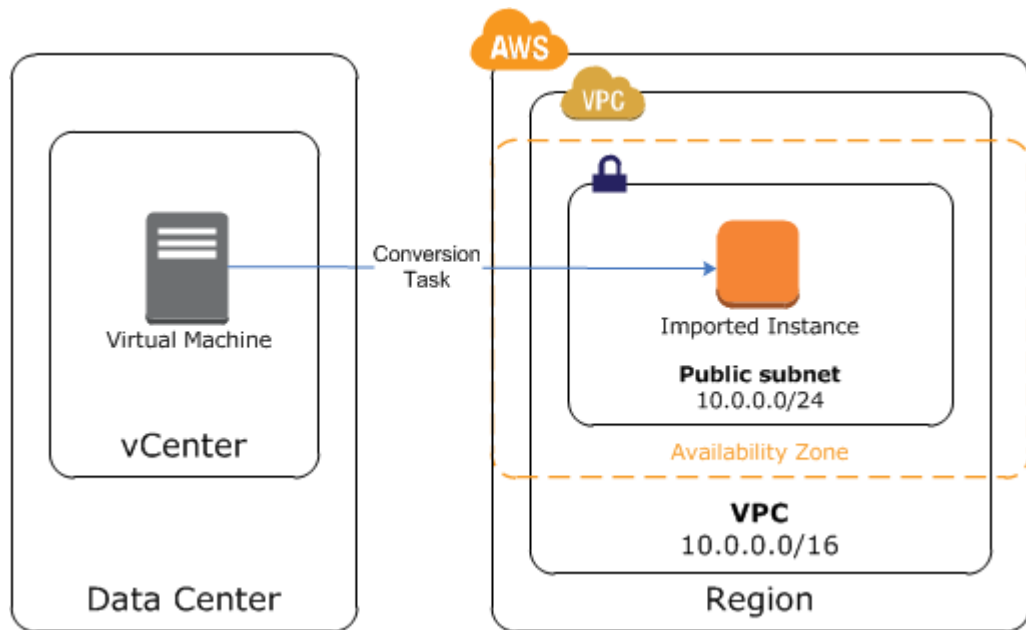 AWS
VPC
Conversion
Task
Virtual Machine
vCenter
Data Center
Imported Instance
Public subnet
10.0.0.0/24
Availability Zone
VPC
10.0.0.0/16
Region